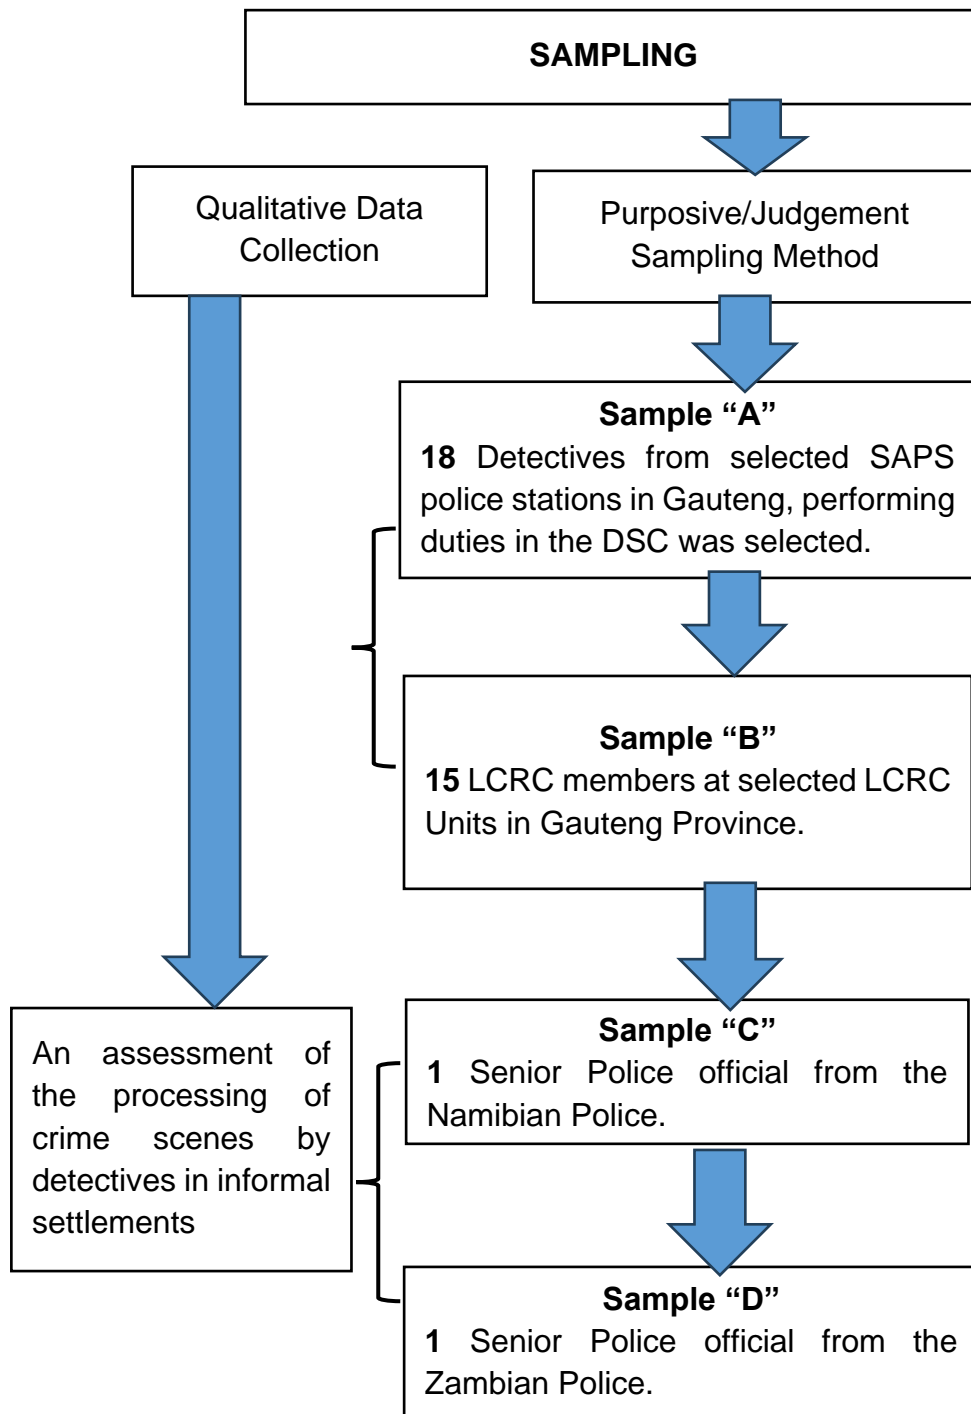 SAMPLING
Qualitative Data
Collection
Purposive/Judgement
Sampling Method
Sample “A”
18 Detectives from selected SAPS
police stations in Gauteng, performing
duties in the DSC was selected.
Sample “B”
15 LCRC members at selected LCRC
Units in Gauteng Province.
An assessment of
the processing of
crime scenes by
detectives in informal
settlements
Sample “C”
1 Senior Police official from the
Namibian Police.
Sample “D”
1 Senior Police official from the
Zambian Police.